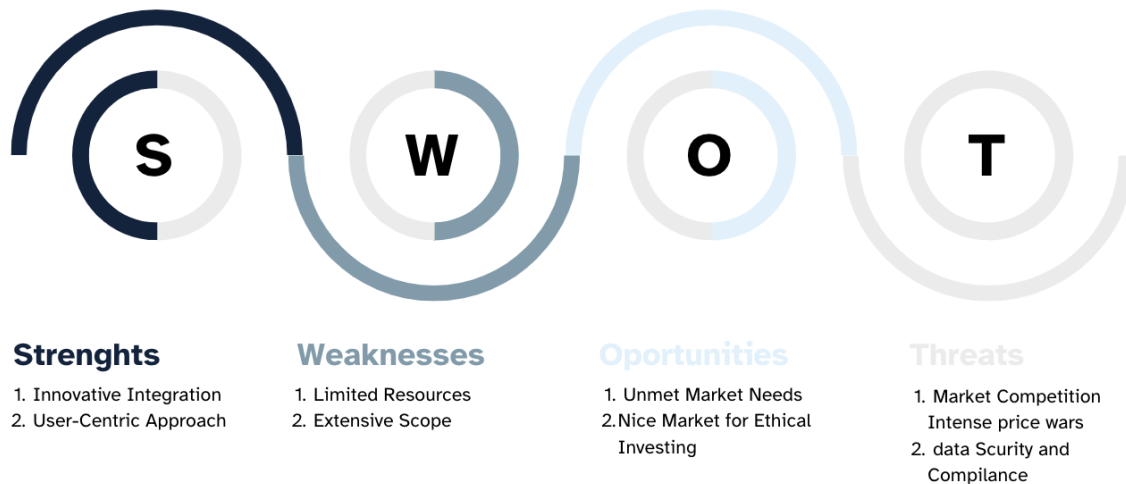 S
W
O
T
Strenghts
1. Innovative Integration
2. User-Centric Approach
Weaknesses
1. Limited Resources
2. Extensive Scope
Oportunities
1. Unmet Market Needs
2.Nice Market for Ethical
Investing
Threats
1. Market Competition
Intense price wars
2. data Scurity and
Compilance